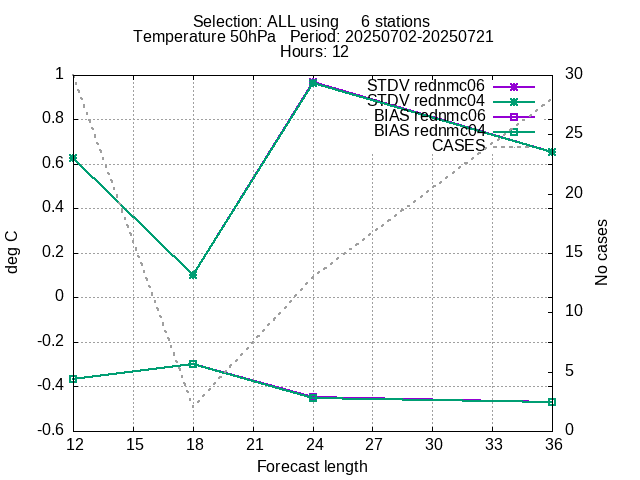 Selection: ALL using     6 stations
Temperature 50hPa   Period: 20250702-20250721
Hours: 12
STDV rednmc06
STDV rednmc04
BIAS rednmc06
BIAS rednmc04
CASES
1
0.8
0.6
0.4
0.2
0
-0.2
-0.4
-0.6
30
25
20
15
10
5
0
deg C
No cases
12 15 18 21 24 27 30 33 36
Forecast length